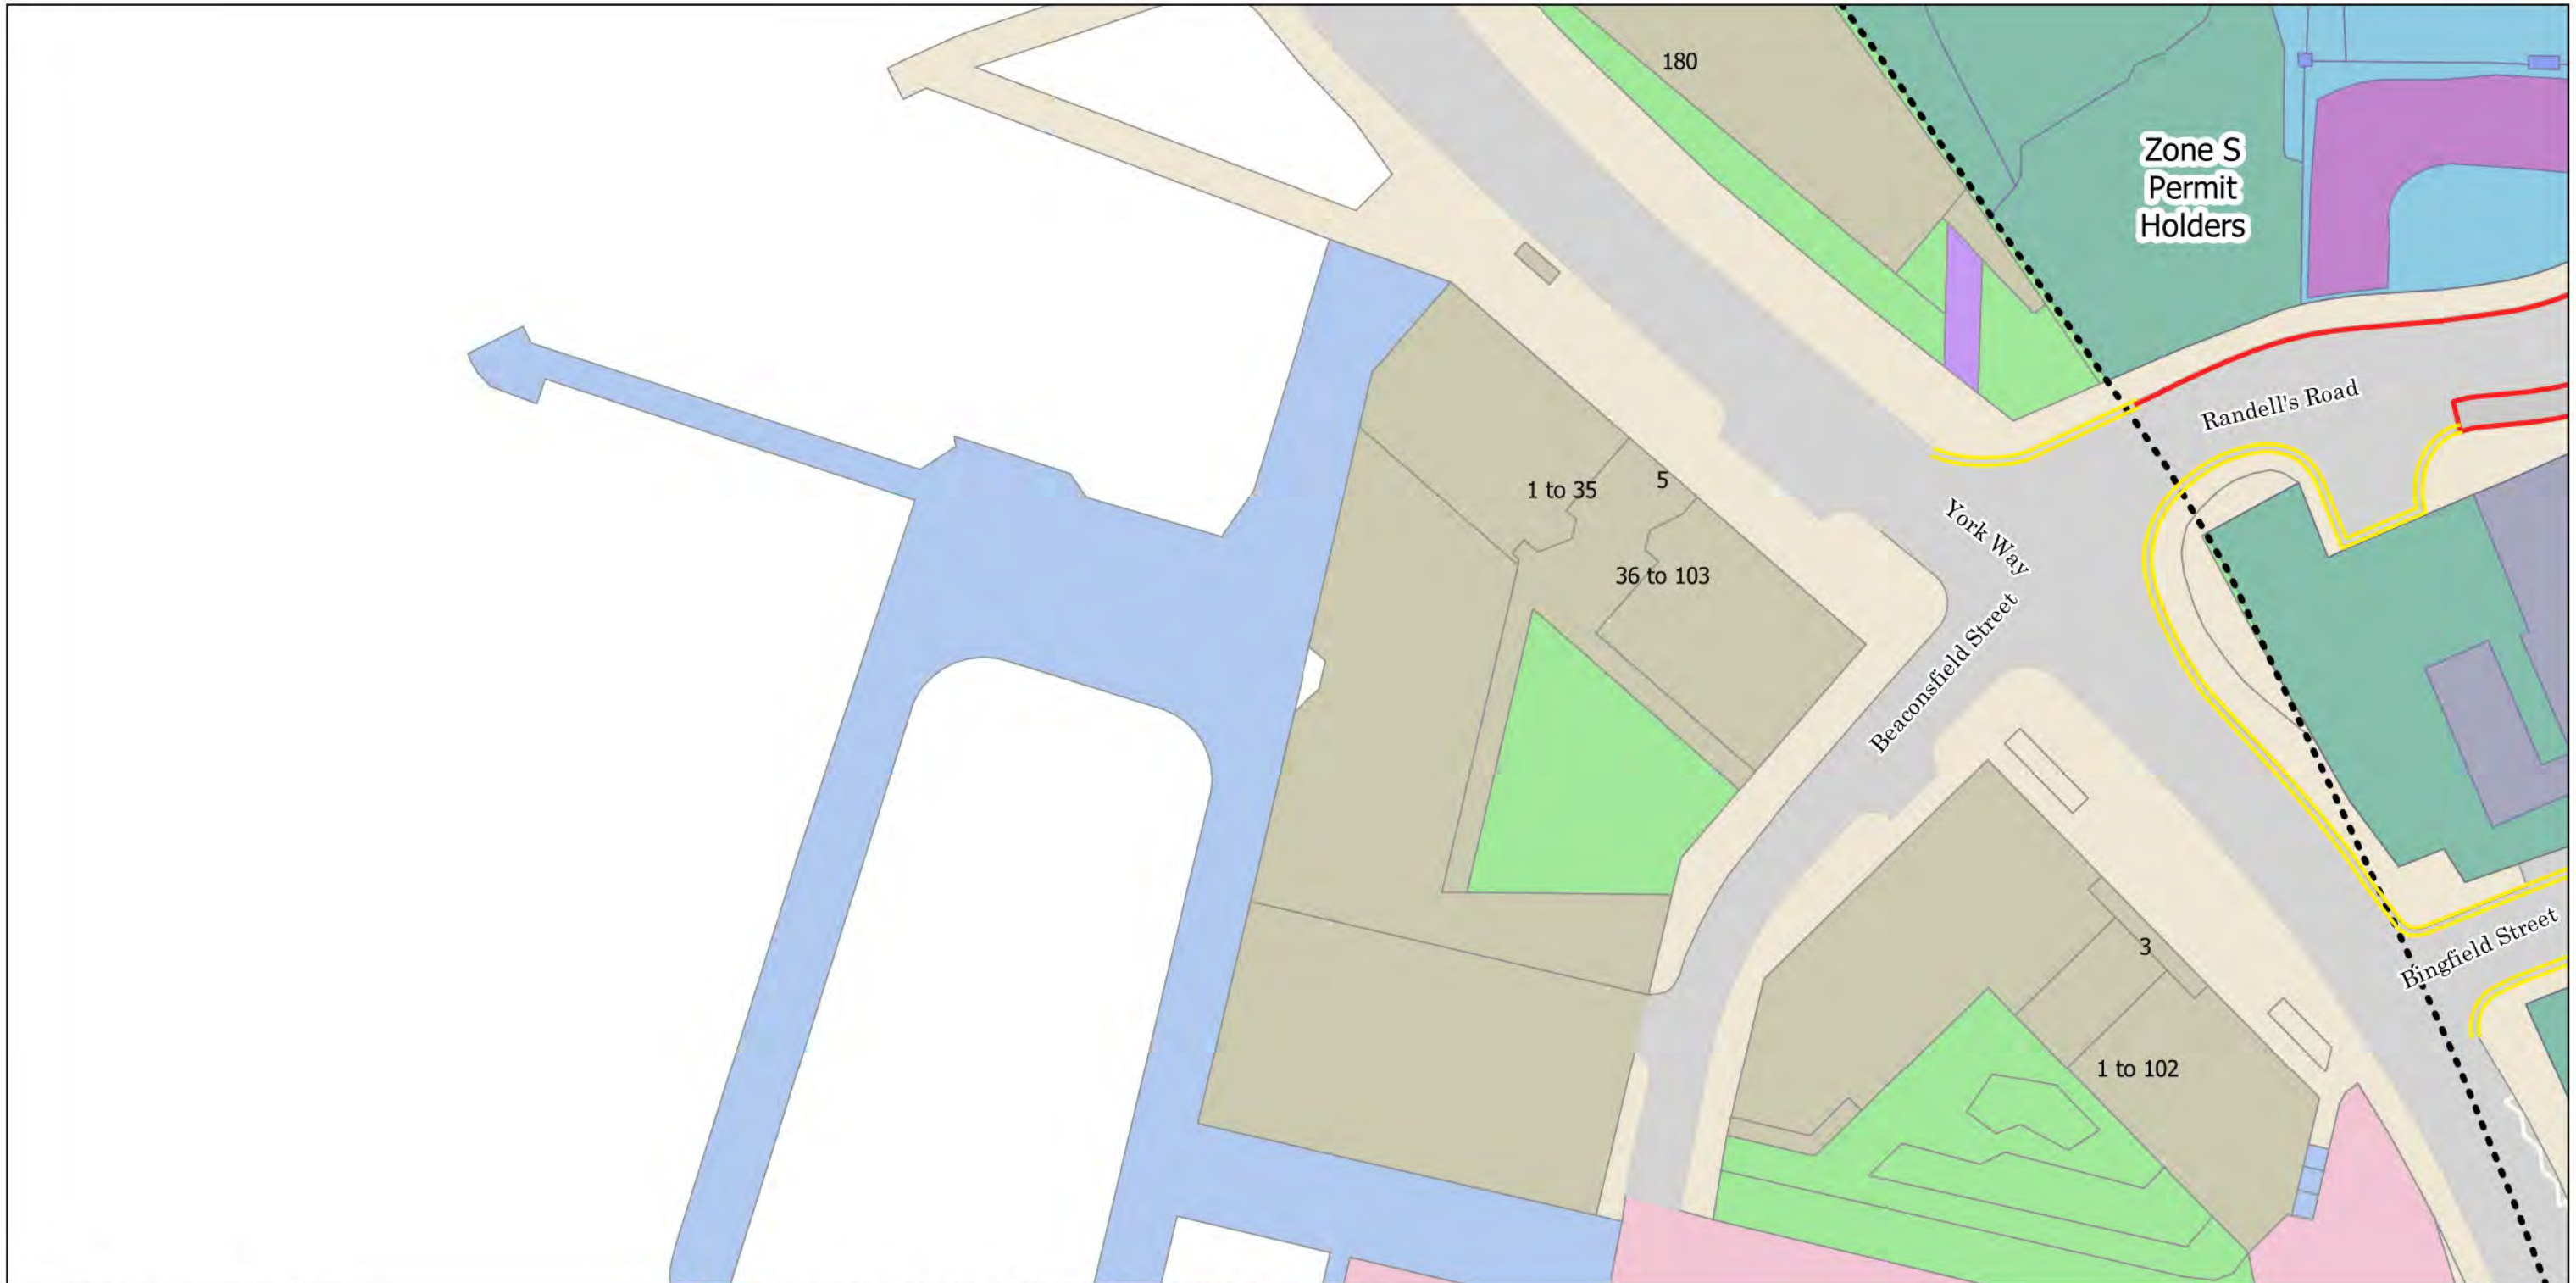 180
Zone S
Permit
Holders
Randell's Road
1 to 35
5
York Way
36 to 103
Beaconsfield Street
3
Bingfield Street
1 to 102